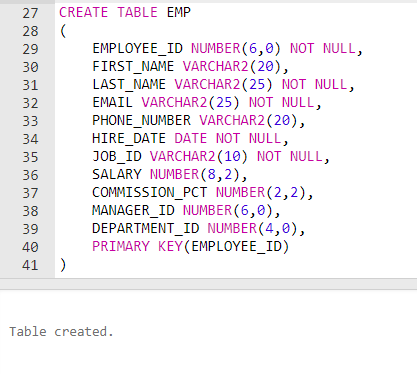 27 CREATE TABLE EMP
28 (
29 EMPLOYEE_ID NUMBER(6,0) NOT NULL,
30 FIRST_NAME VARCHAR2(20),
31 LAST_NAME VARCHAR2(25) NOT NULL,
32 EMAIL VARCHAR2(25) NOT NULL,
33 PHONE_NUMBER VARCHAR2(20),
34 HIRE_DATE DATE NOT NULL,
35 JOB_ID VARCHAR2(10) NOT NULL,
36 SALARY NUMBER(8,2),
37 COMMISSION_PCT NUMBER(2,2),
38 MANAGER_ID NUMBER(6,0),
39 DEPARTMENT_ID NUMBER(4,0),
40 PRIMARY KEY(EMPLOYEE_ID)
41 )
Table created.